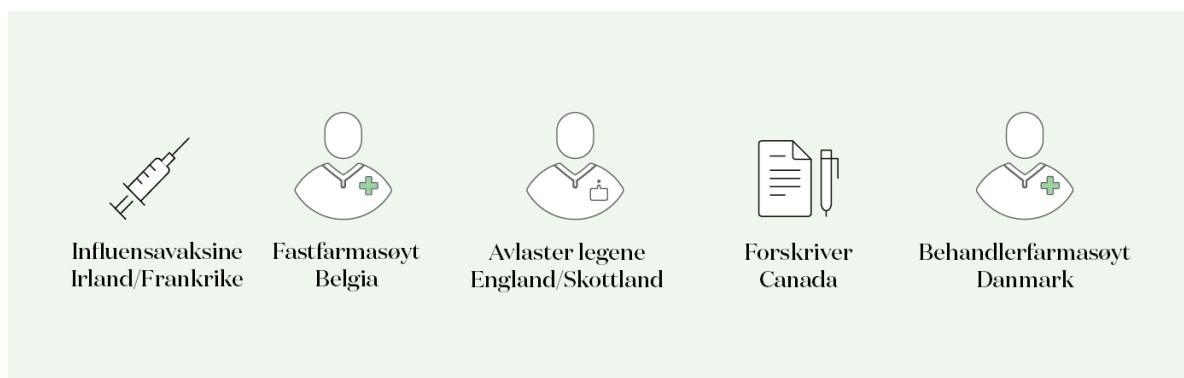 Influensavaksine
Irland/Frankrike
Fastfarmasøyt
Belgia
Avlaster legene
England/Skottland
Forskriver
Canada
Behandlerfarmasøyt
Danmark